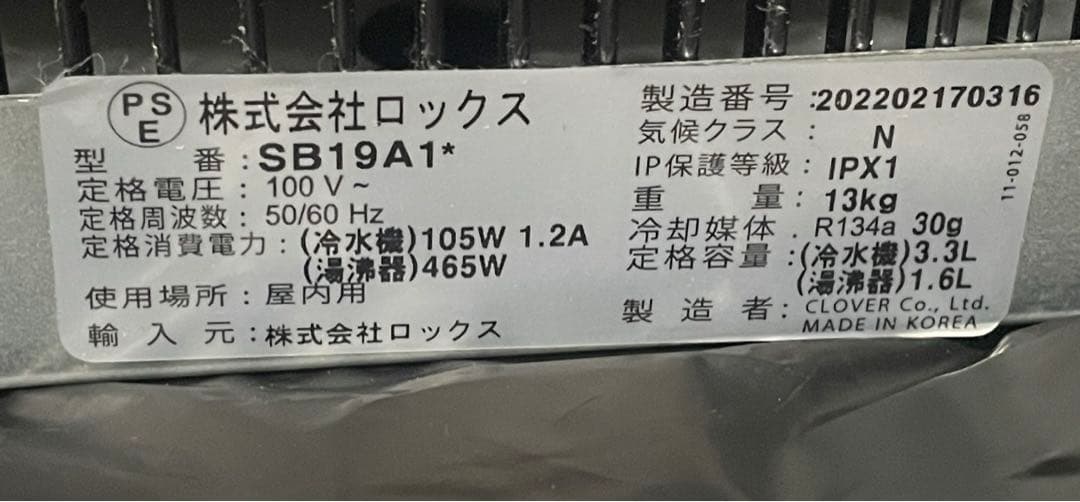 PSE 株式会社ロックス
型 番 : SB19A1*
定格電圧 : 100 V ~
定格周波数 : 50/60 Hz
定格消費電力 : (冷水機)105W 1.2A
(湯沸器)465W
使用場所 : 屋内用
輸 入 元 : 株式会社ロックス
製造番号 :202202170316
気候クラス : N
IP保護等級 : IPX1
重 量 : 13kg
冷却媒体 . R134a 30g
定格容量 : (冷水機)3.3L
(湯沸器)1.6L
製 造 者 : CLOVER Co., Ltd.
MADE IN KOREA
11-012-058